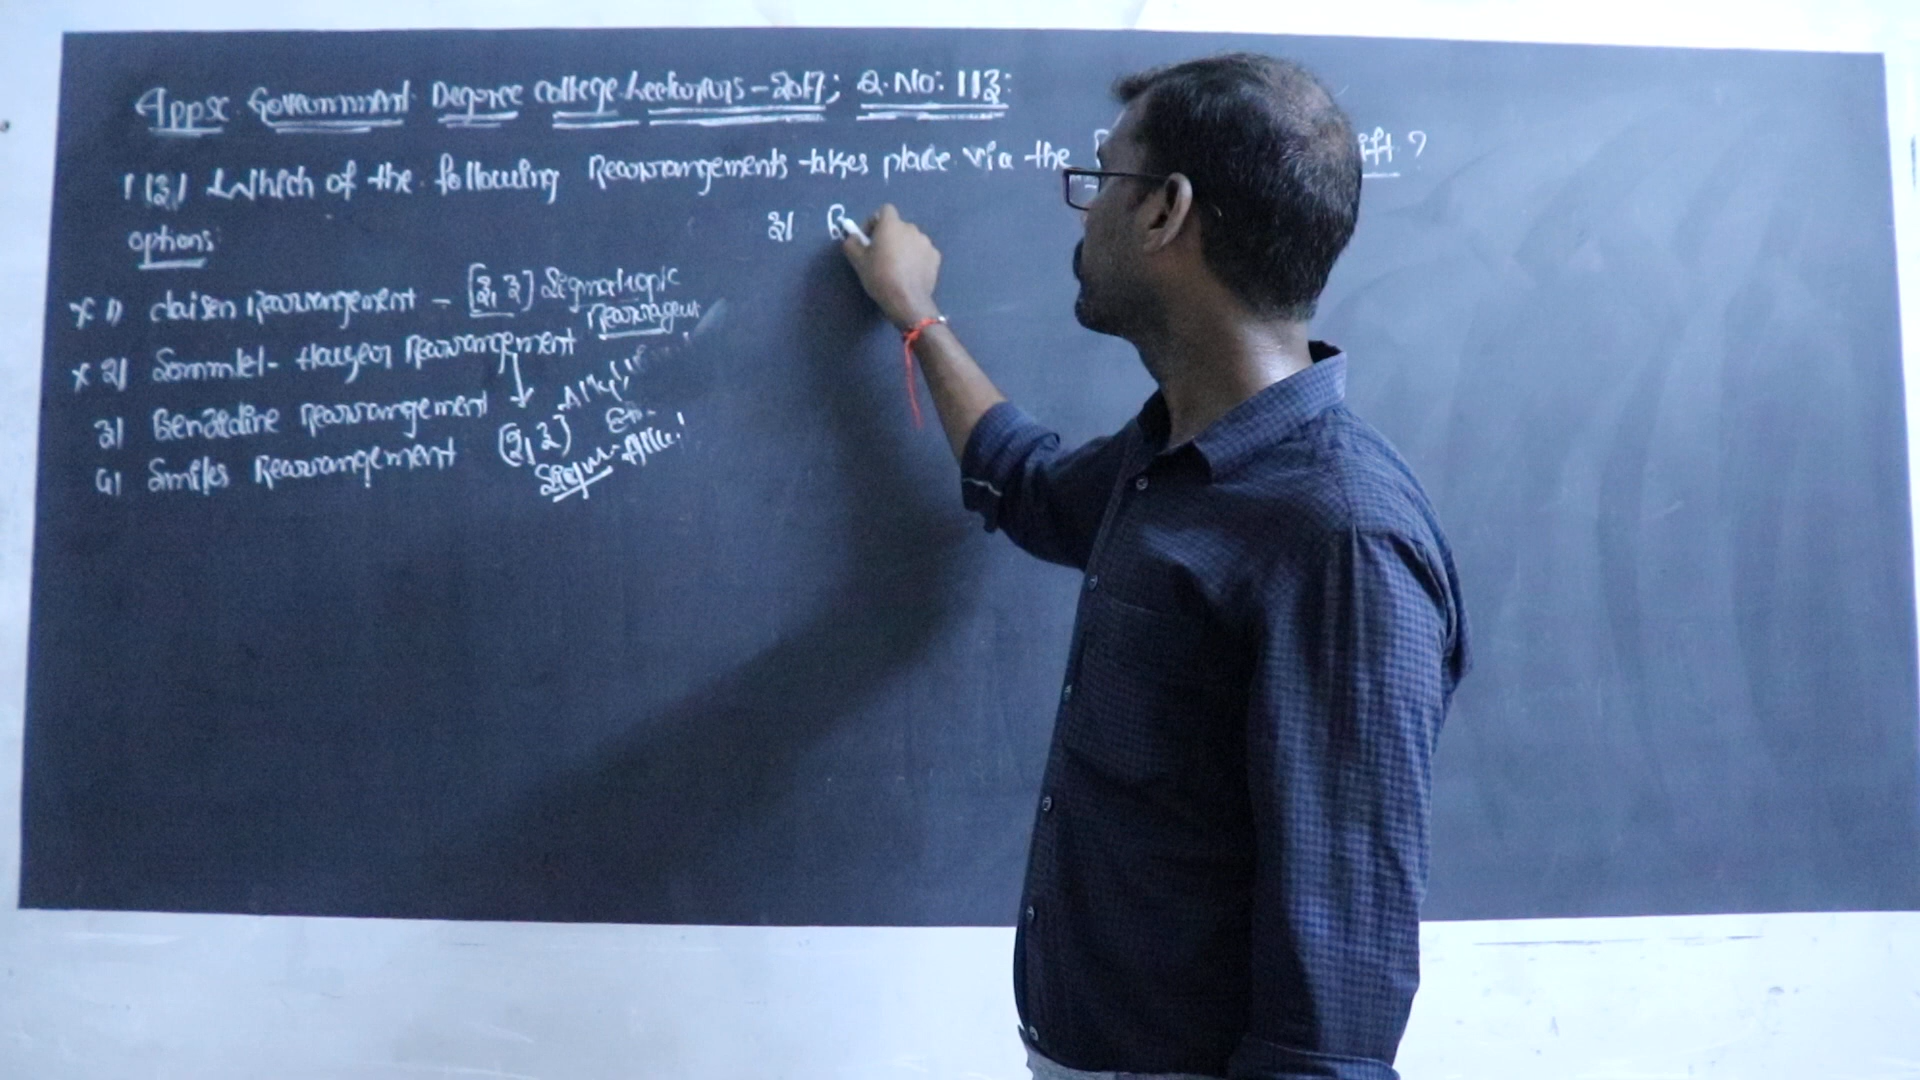 Appsc Government Degree college Lecturers - 2017; Q.No: 113:
113) Which of the following Rearrangements takes place via the ift ?
options:
x 1) claisen Rearrangement - [3, 3] Sigmatropic
x 2) Sommlet- Hauser Rearrangement
3) Benzidine rearrangement
[2, 3]
4) Smiles Rearrangement
3) B